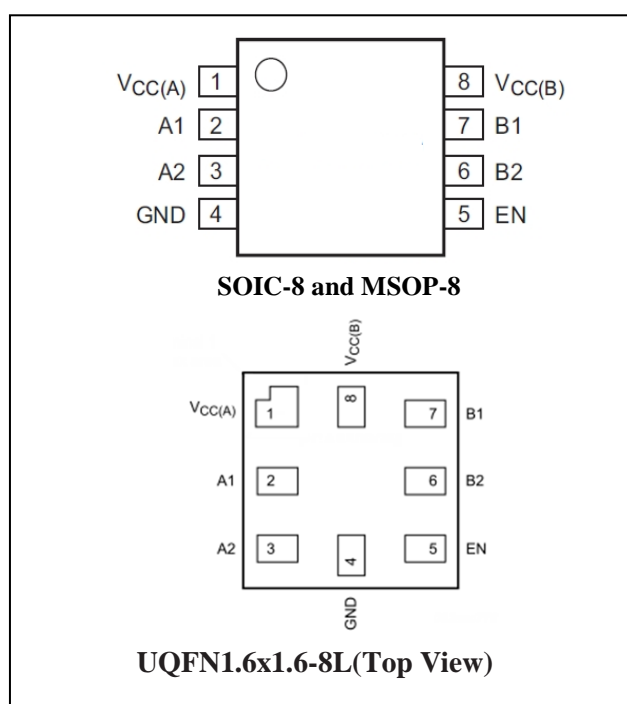 VCC(A) 1 8 VCC(B)
A1 2 7 B1
A2 3 6 B2
GND 4 5 EN
SOIC-8 and MSOP-8
VCC(B)
VCC(A) 1 8 7 B1
A1 2 6 B2
A2 3 4 5 EN
GND
UQFN1.6x1.6-8L(Top View)